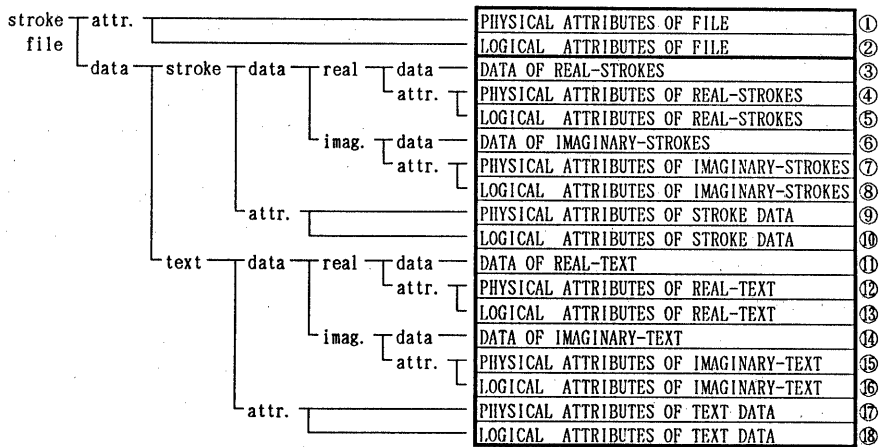 stroke attr. PHYSICAL ATTRIBUTES OF FILE ①
file LOGICAL ATTRIBUTES OF FILE ②
data stroke data real data DATA OF REAL-STROKES ③
attr. PHYSICAL ATTRIBUTES OF REAL-STROKES ④
LOGICAL ATTRIBUTES OF REAL-STROKES ⑤
imag. data DATA OF IMAGINARY-STROKES ⑥
attr. PHYSICAL ATTRIBUTES OF IMAGINARY-STROKES ⑦
LOGICAL ATTRIBUTES OF IMAGINARY-STROKES ⑧
attr. PHYSICAL ATTRIBUTES OF STROKE DATA ⑨
LOGICAL ATTRIBUTES OF STROKE DATA ⑩
text data real data DATA OF REAL-TEXT ⑪
attr. PHYSICAL ATTRIBUTES OF REAL-TEXT ⑫
LOGICAL ATTRIBUTES OF REAL-TEXT ⑬
imag. data DATA OF IMAGINARY-TEXT ⑭
attr. PHYSICAL ATTRIBUTES OF IMAGINARY-TEXT ⑮
LOGICAL ATTRIBUTES OF IMAGINARY-TEXT ⑯
attr. PHYSICAL ATTRIBUTES OF TEXT DATA ⑰
LOGICAL ATTRIBUTES OF TEXT DATA ⑱